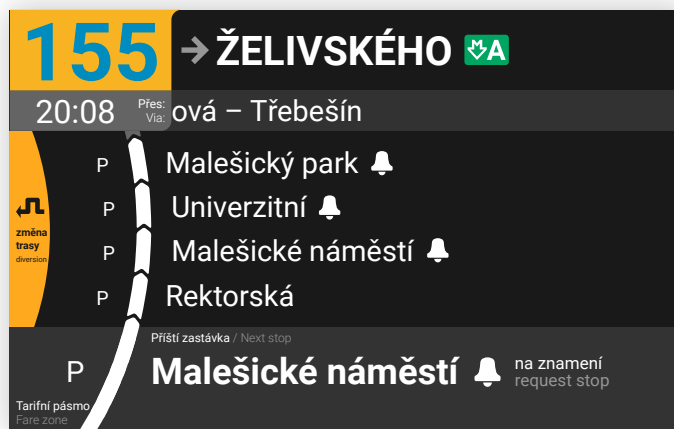 155 → ŽELIVSKÉHO A
20:08 Přes: Via: ová – Třebešín
P Malešický park
P Univerzitní
P Malešické náměstí
P Rektorská
změna
trasy
diversion
Příští zastávka / Next stop
P Malešické náměstí na znamení
request stop
Tarifní pásmo
Fare zone